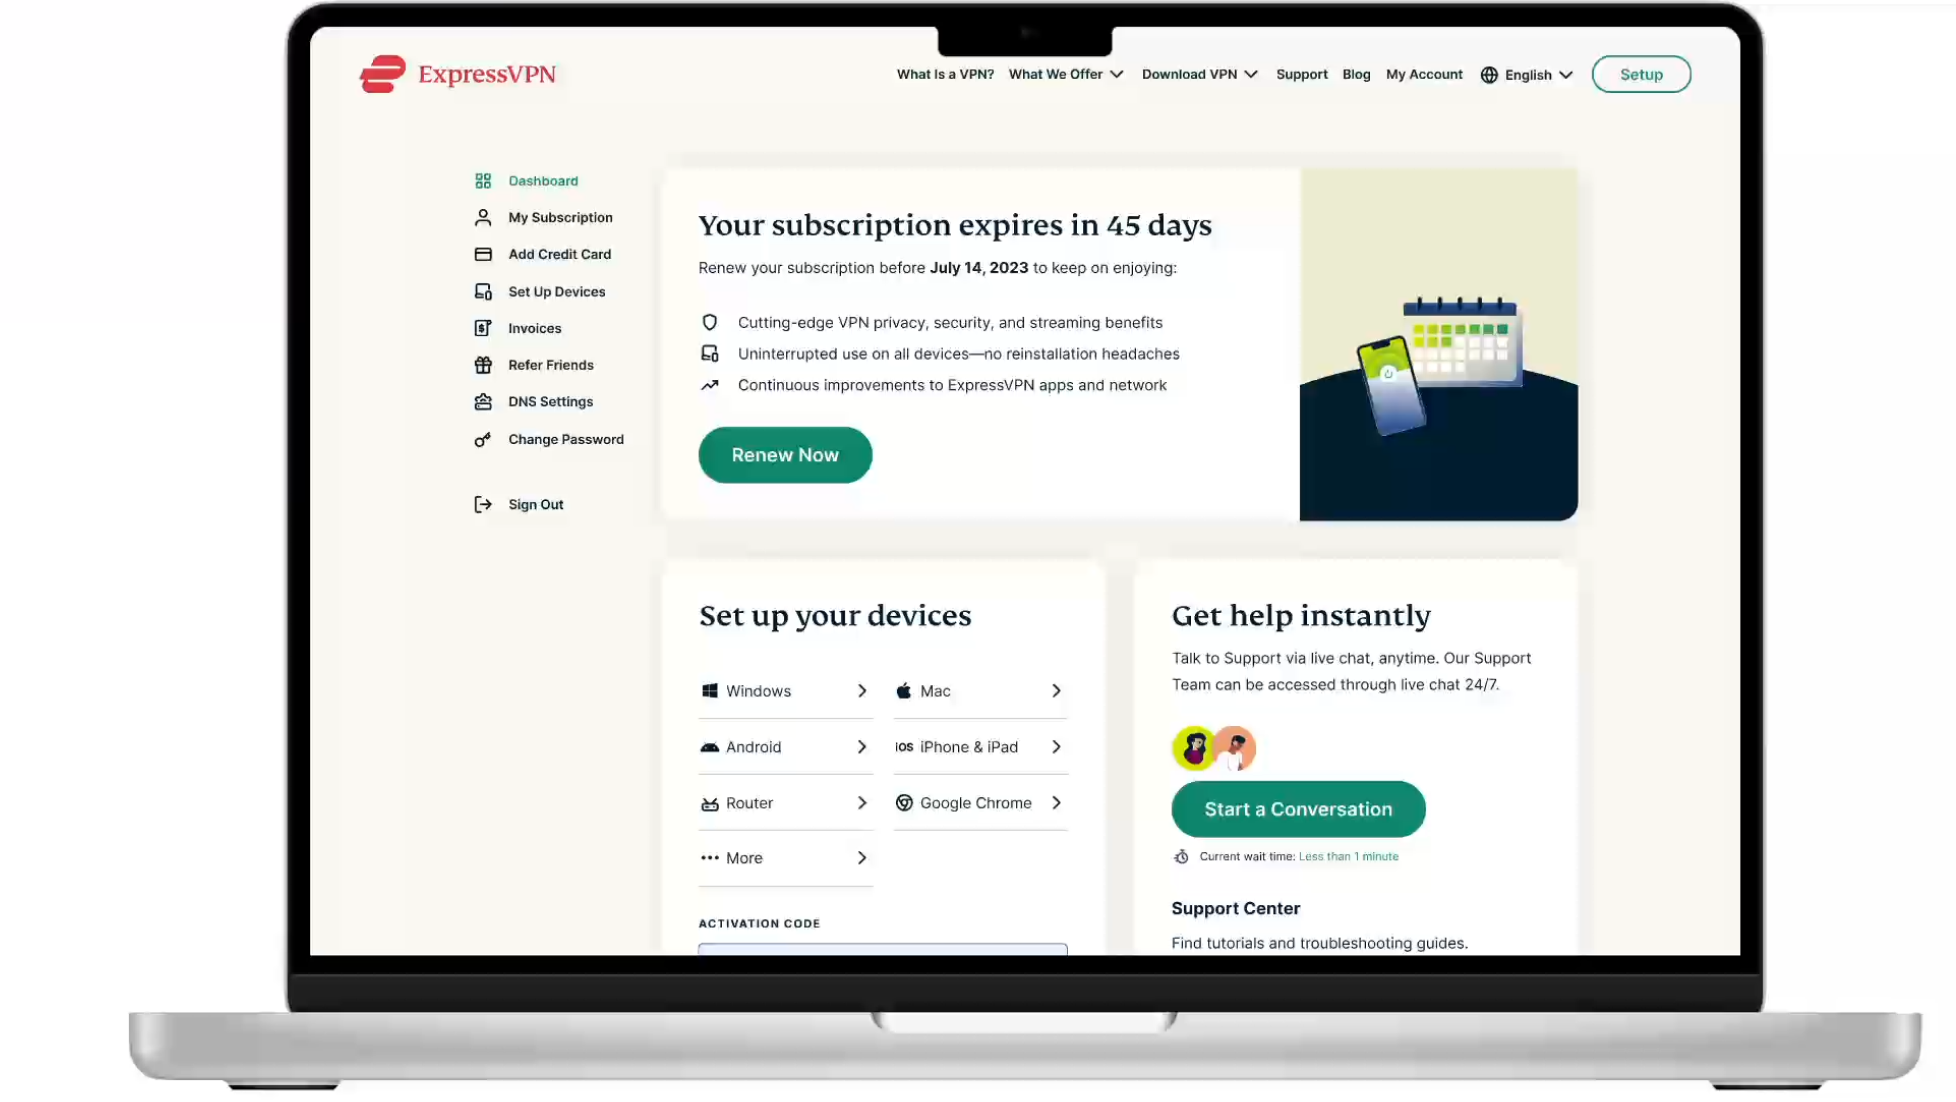 ExpressVPN
What Is a VPN? What We Offer Download VPN Support Blog My Account English Setup
Dashboard
My Subscription
Add Credit Card
Set Up Devices
Invoices
Refer Friends
DNS Settings
Change Password
Sign Out
Your subscription expires in 45 days
Renew your subscription before July 14, 2023 to keep on enjoying:
Cutting-edge VPN privacy, security, and streaming benefits
Uninterrupted use on all devices—no reinstallation headaches
Continuous improvements to ExpressVPN apps and network
Renew Now
Set up your devices
Windows
Mac
Android
iOS iPhone & iPad
Router
Google Chrome
More
ACTIVATION CODE
Get help instantly
Talk to Support via live chat, anytime. Our Support
Team can be accessed through live chat 24/7.
Start a Conversation
Current wait time: Less than 1 minute
Support Center
Find tutorials and troubleshooting guides.